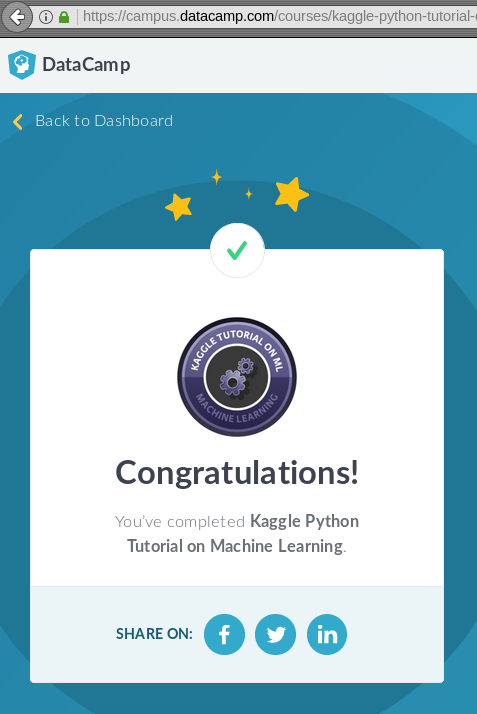 https://campus.datacamp.com/courses/kaggle-python-tutorial-
DataCamp
Back to Dashboard
KAGGLE TUTORIAL ON ML
MACHINE LEARNING
Congratulations!
You've completed Kaggle Python
Tutorial on Machine Learning.
SHARE ON:
f
in